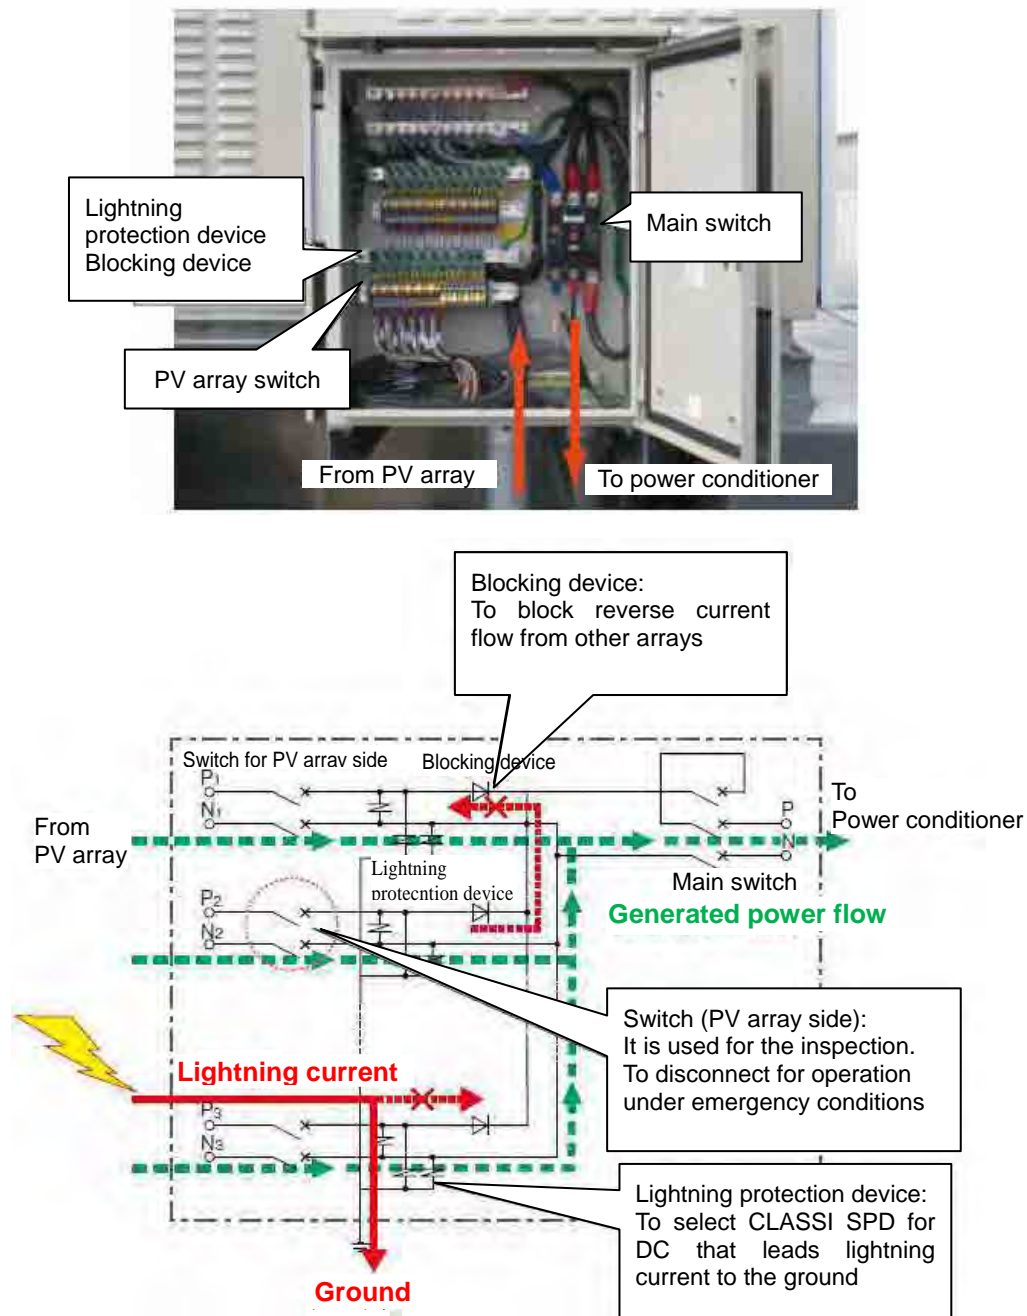 Lightning
protection device
Blocking device
Main switch
PV array switch
From PV array
To power conditioner
Blocking device:
To block reverse current
flow from other arrays
Switch for PV array side
Blocking device
P1
N1
From
PV array
P
N
To
Power conditioner
Lightning
protecntion device
Main switch
Generated power flow
P2
N2
Switch (PV array side):
It is used for the inspection.
To disconnect for operation
under emergency conditions
Lightning current
P3
N3
Lightning protection device:
To select CLASSI SPD for
DC that leads lightning
current to the ground
Ground